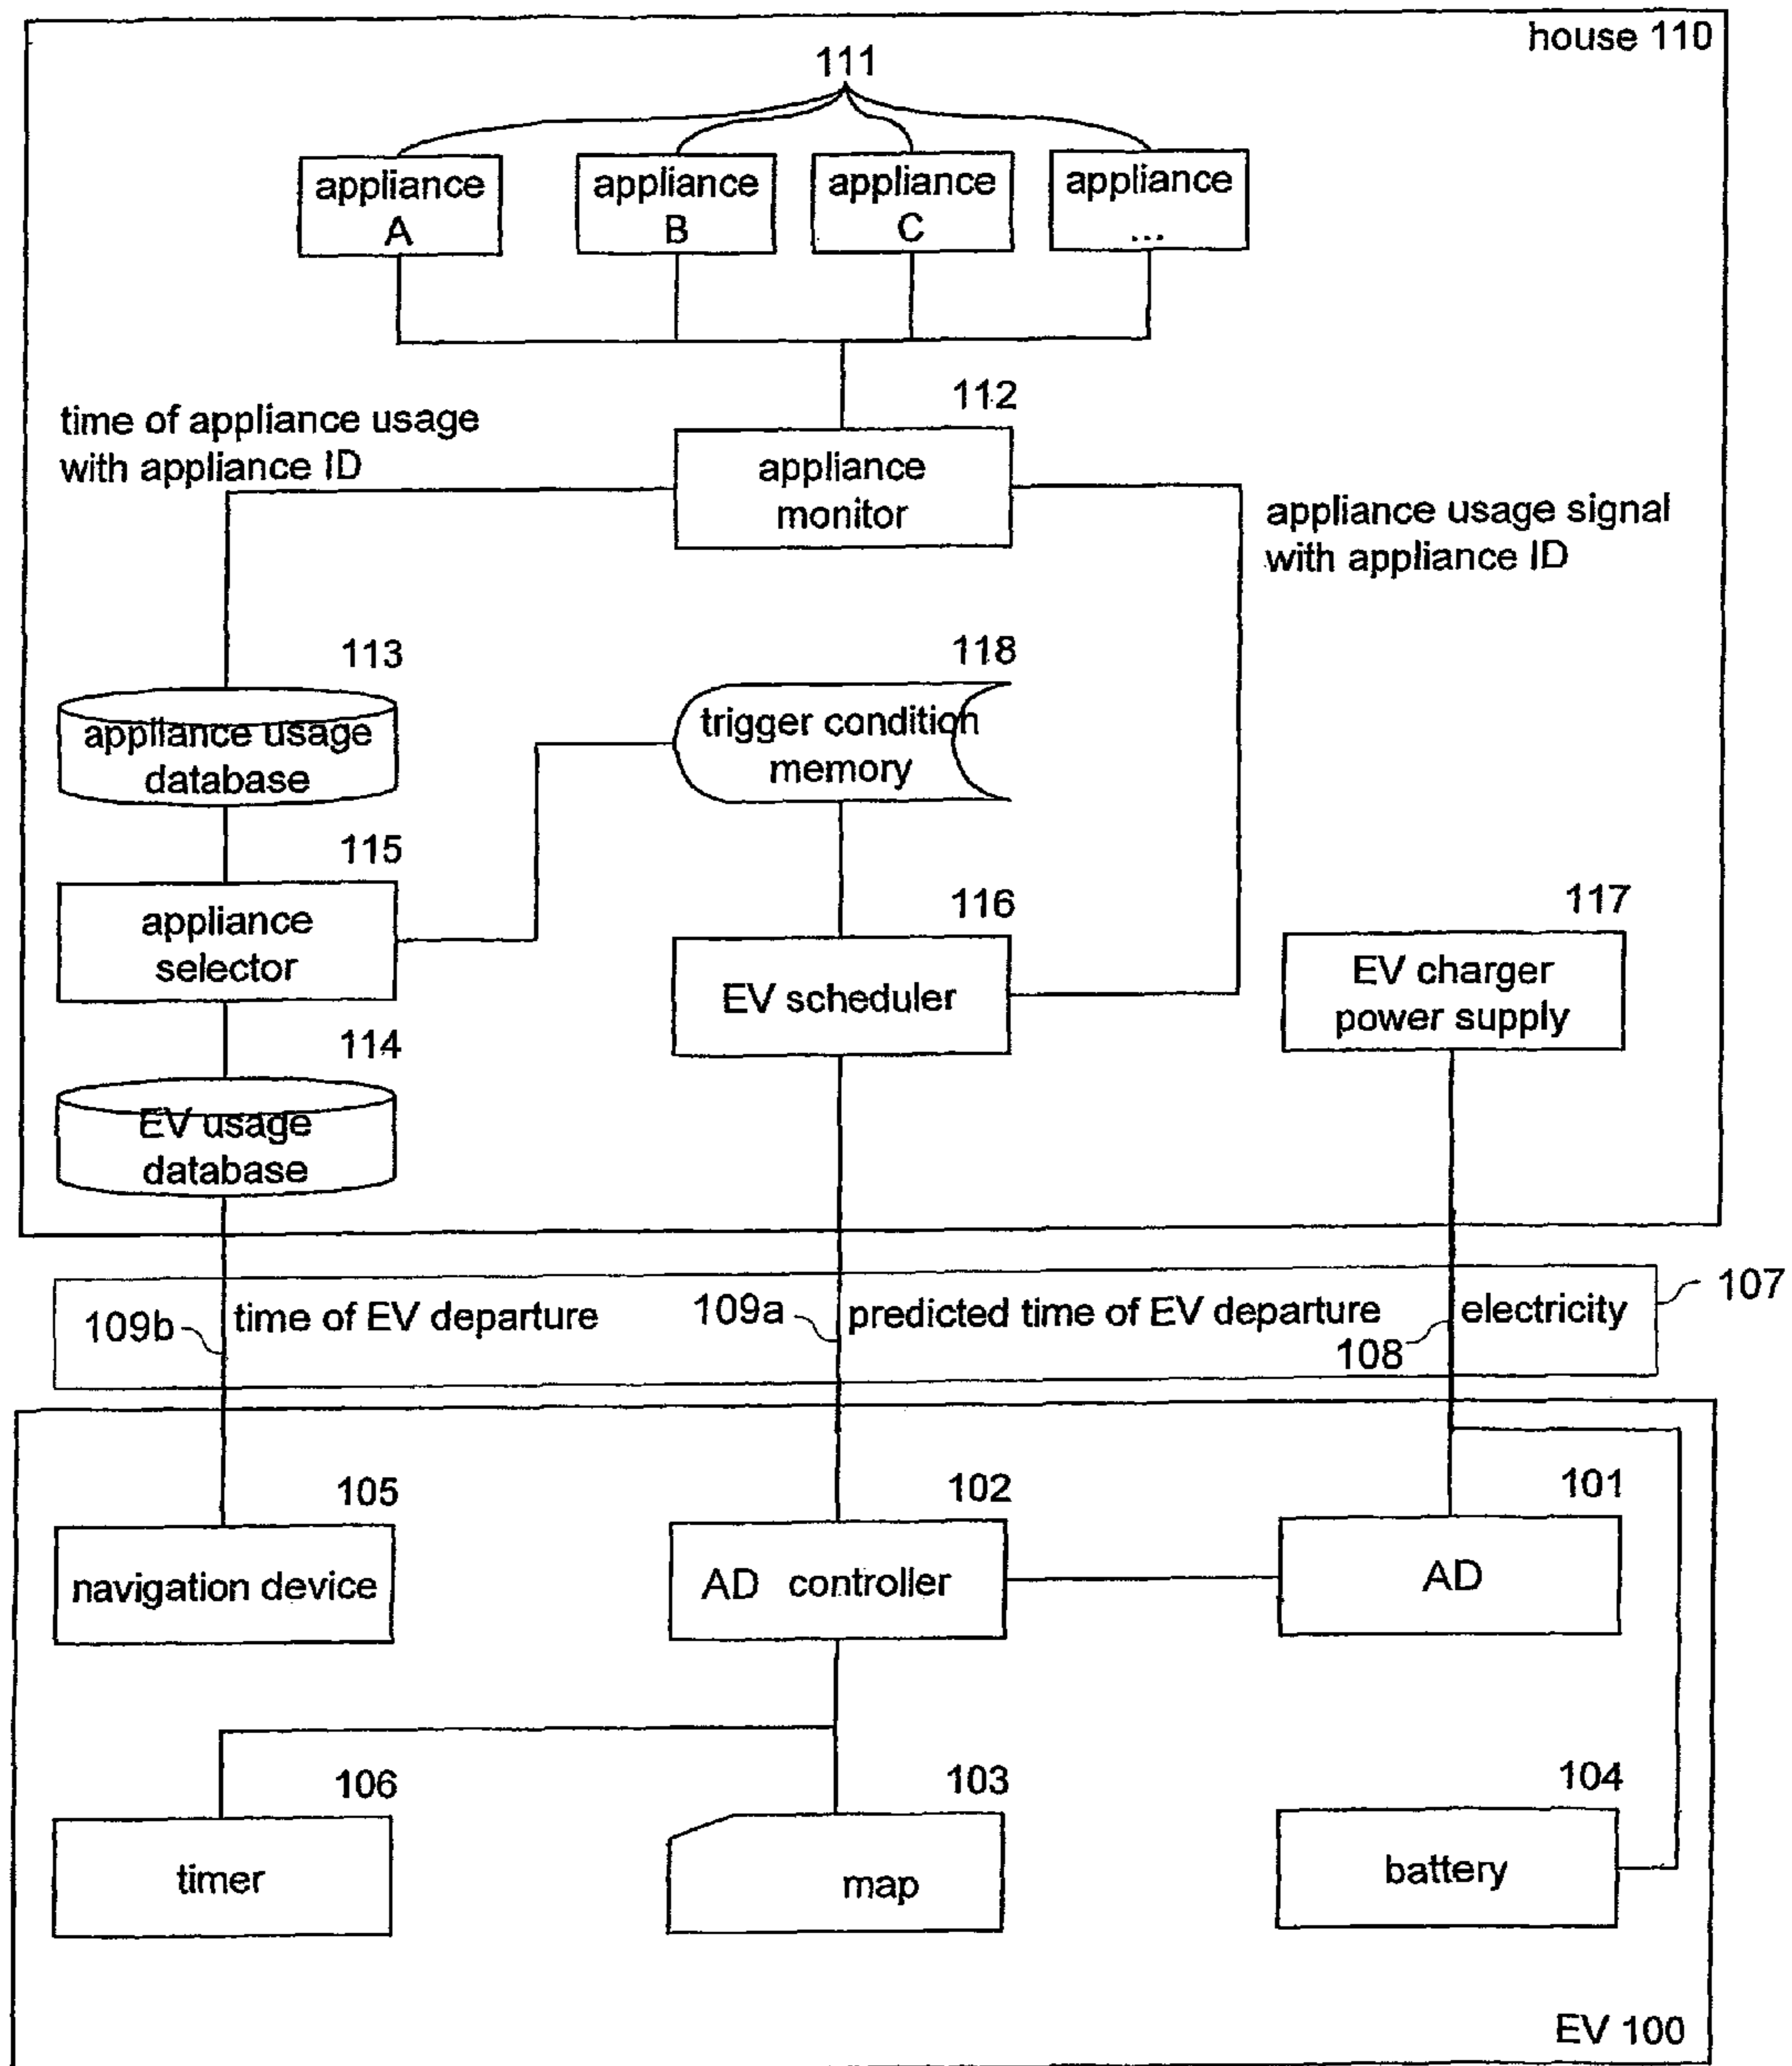 house 110
111
appliance
A
appliance
B
appliance
C
appliance
...
112
time of appliance usage
with appliance ID
appliance
monitor
appliance usage signal
with appliance ID
113
118
appliance usage
database
trigger condition
memory
115
116
117
appliance
selector
EV scheduler
EV charger
power supply
114
EV usage
database
107
109b
time of EV departure
109a
predicted time of EV departure
108
electricity
105
102
101
navigation device
AD controller
AD
106
103
104
timer
map
battery
EV 100